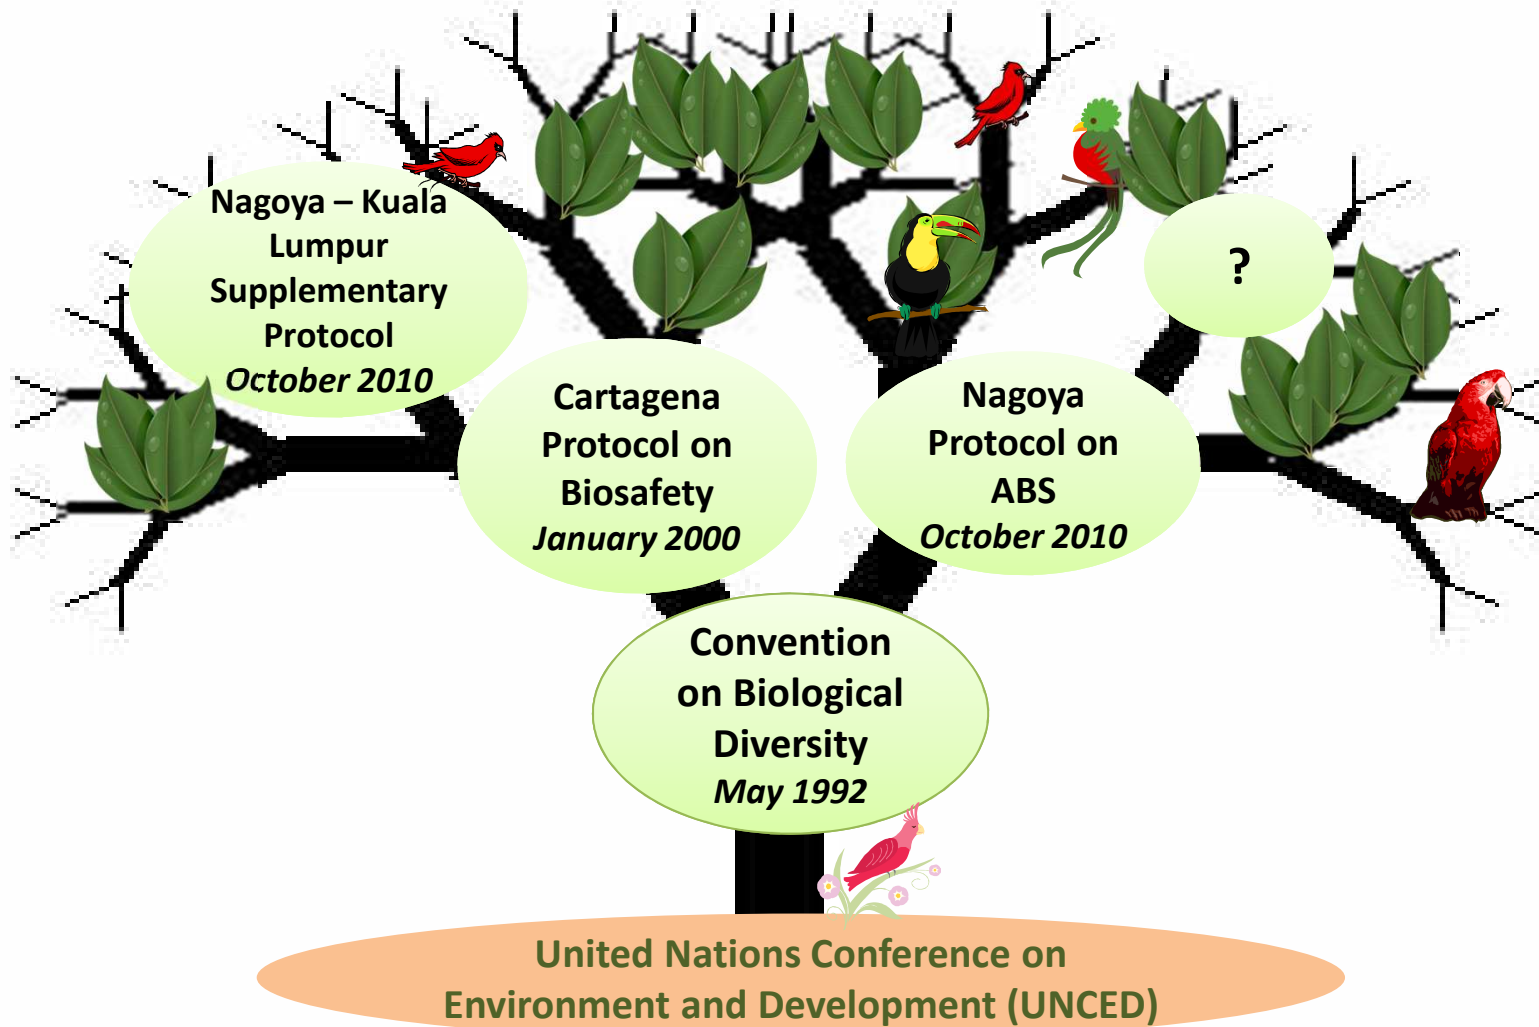 Nagoya – Kuala
Lumpur
Supplementary
Protocol
October 2010
?
Cartagena
Protocol on
Biosafety
January 2000
Nagoya
Protocol on
ABS
October 2010
Convention
on Biological
Diversity
May 1992
United Nations Conference on
Environment and Development (UNCED)